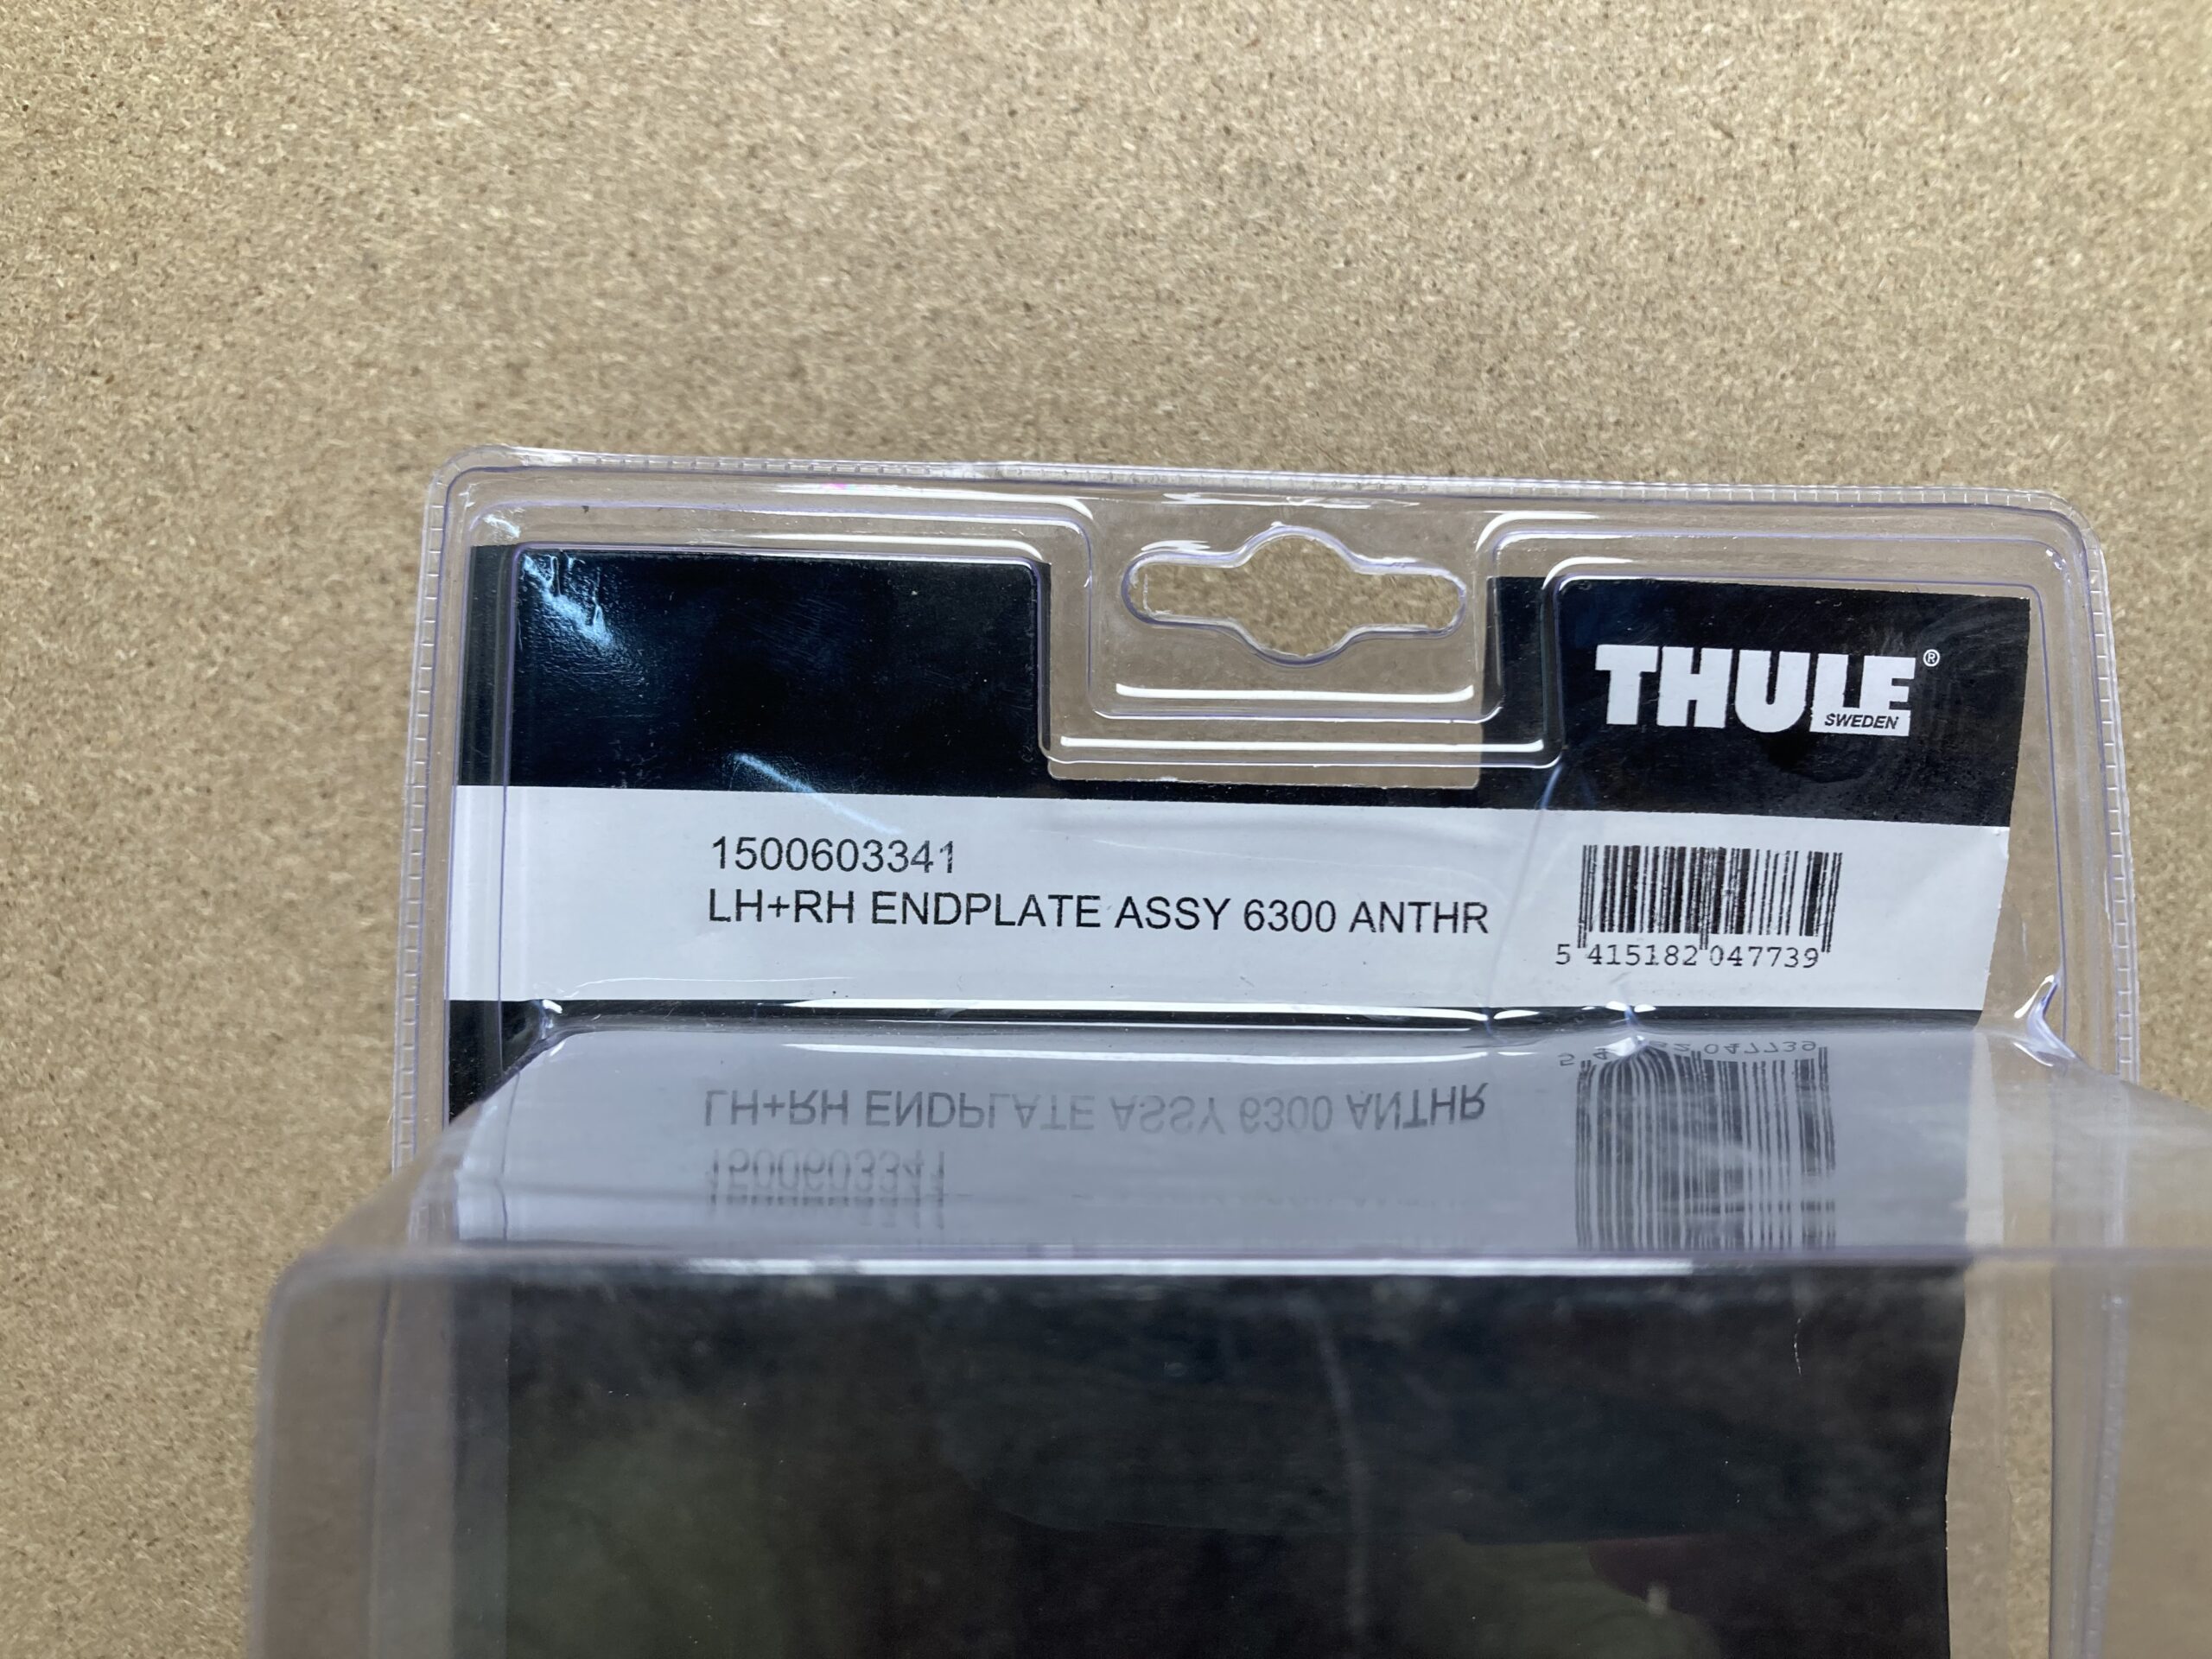 THULE®
SWEDEN
1500603341
LH+RH ENDPLATE ASSY 6300 ANTHR
5 415182 047739